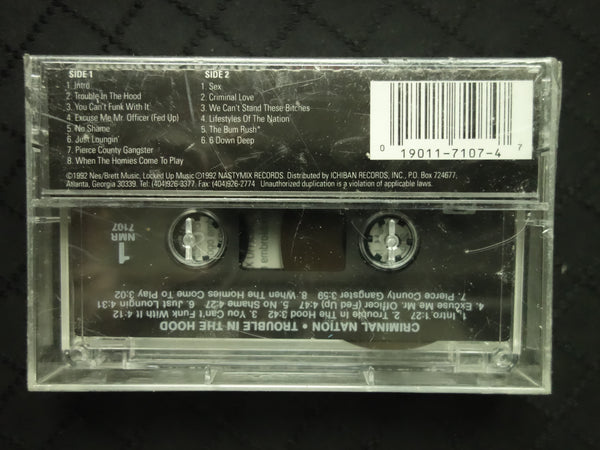 SIDE 1
1. Intro
2. Trouble In The Hood
3. You Can't Funk With It
4. Excuse Me Mr. Officer (Fed Up)
5. No Shame
6. Just Loungin'
7. Pierce County Gangster
8. When The Homies Come To Play
SIDE 2
1. Sex
2. Criminal Love
3. We Can't Stand These Bitches
4. Lifestyles Of The Nation
5. The Bum Rush*
6. 6 Down Deep
0 19011-7107-4 7
©1992 Nes/Brett Music, Locked Up Music ℗1992 NASTYMIX RECORDS. Distributed by ICHIBAN RECORDS, INC., P.O. Box 724677,
Atlanta, Georgia 30339. Tel: (404)926-3377. Fax: (404)926-2774 Unauthorized duplication is a violation of applicable laws.
1
NMR
7107
CRIMINAL NATION • TROUBLE IN THE HOOD
1. Intro 1:27 2. Trouble In The Hood 3:42 3. You Can't Funk With It 4:12
4. Excuse Me Mr. Officer (Fed Up) 4:47 5. No Shame 4:27 6. Just Loungin 4:31
7. Pierce County Gangster 3:59 8. When The Homies Come To Play 3:02